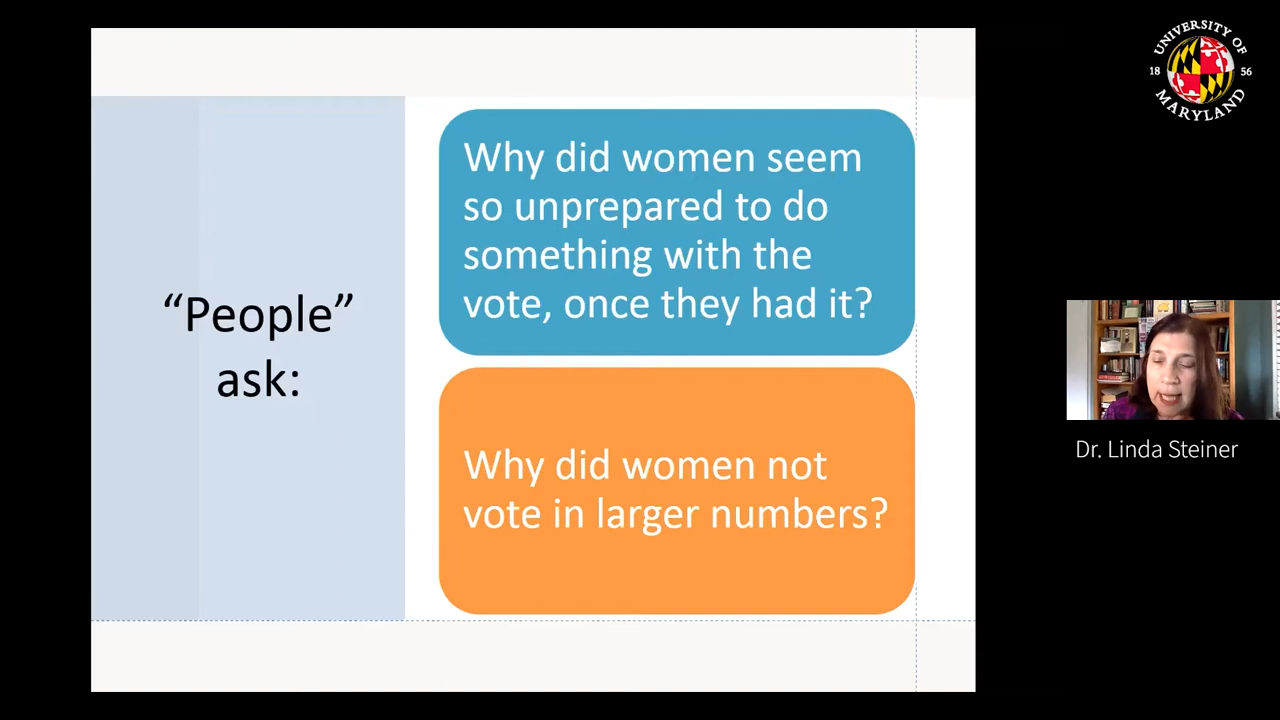 “People”
ask:
Why did women seem
so unprepared to do
something with the
vote, once they had it?
Why did women not
vote in larger numbers?
UNIVERSITY OF
18 56
MARYLAND
Dr. Linda Steiner